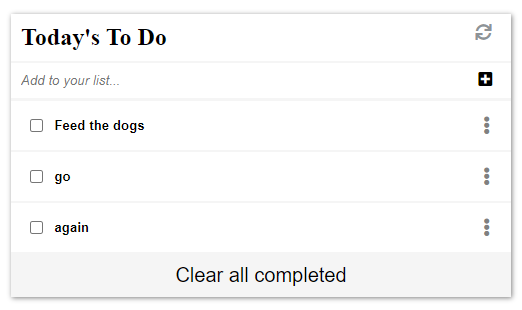 Today's To Do
Add to your list...
Feed the dogs
go
again
Clear all completed